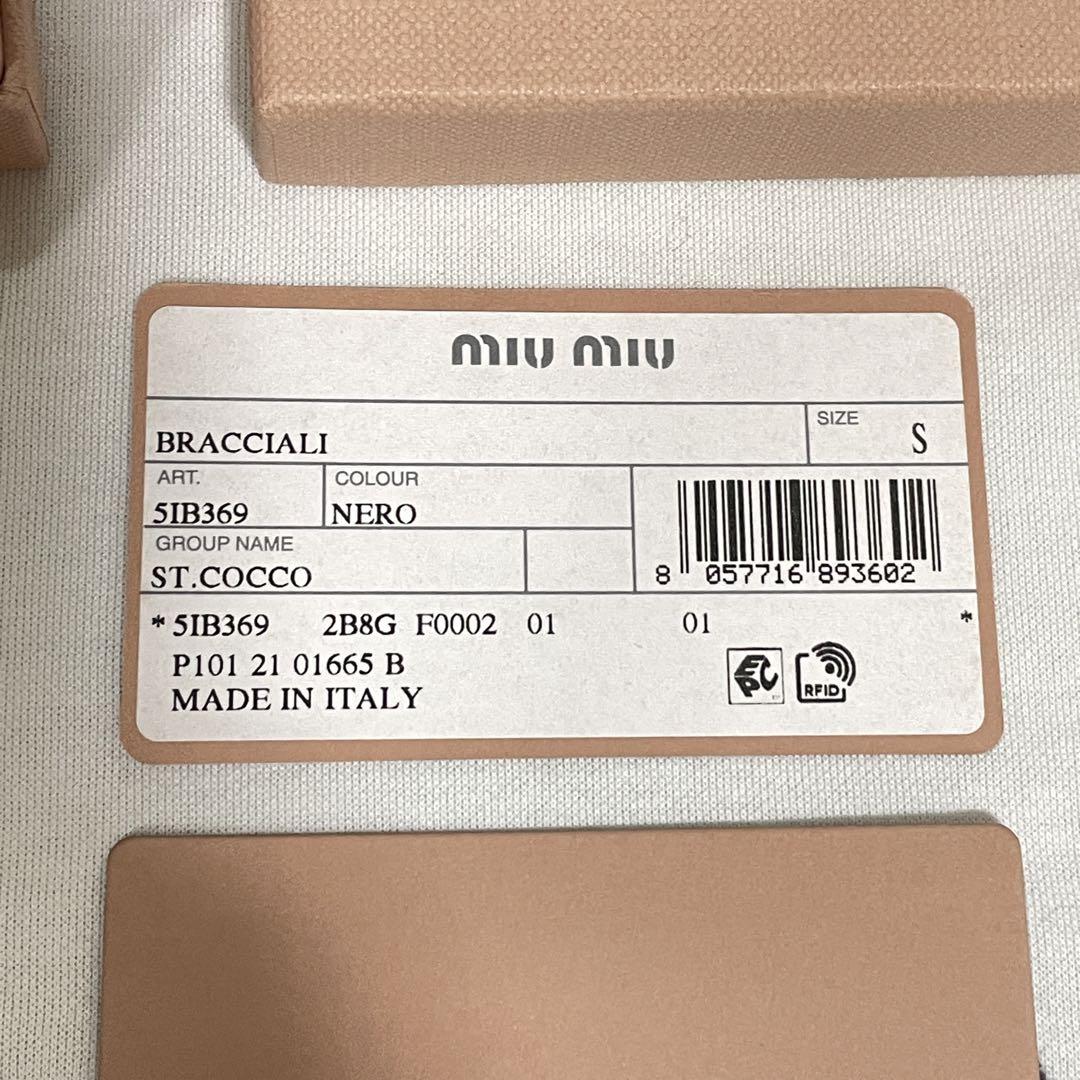 miu miu
BRACCIALI
SIZE
S
ART.
5IB369
COLOUR
NERO
GROUP NAME
ST.COCCO
8 057716 893602
* 5IB369 2B8G F0002 01 01 *
P101 21 01665 B
MADE IN ITALY
EPC
RFID